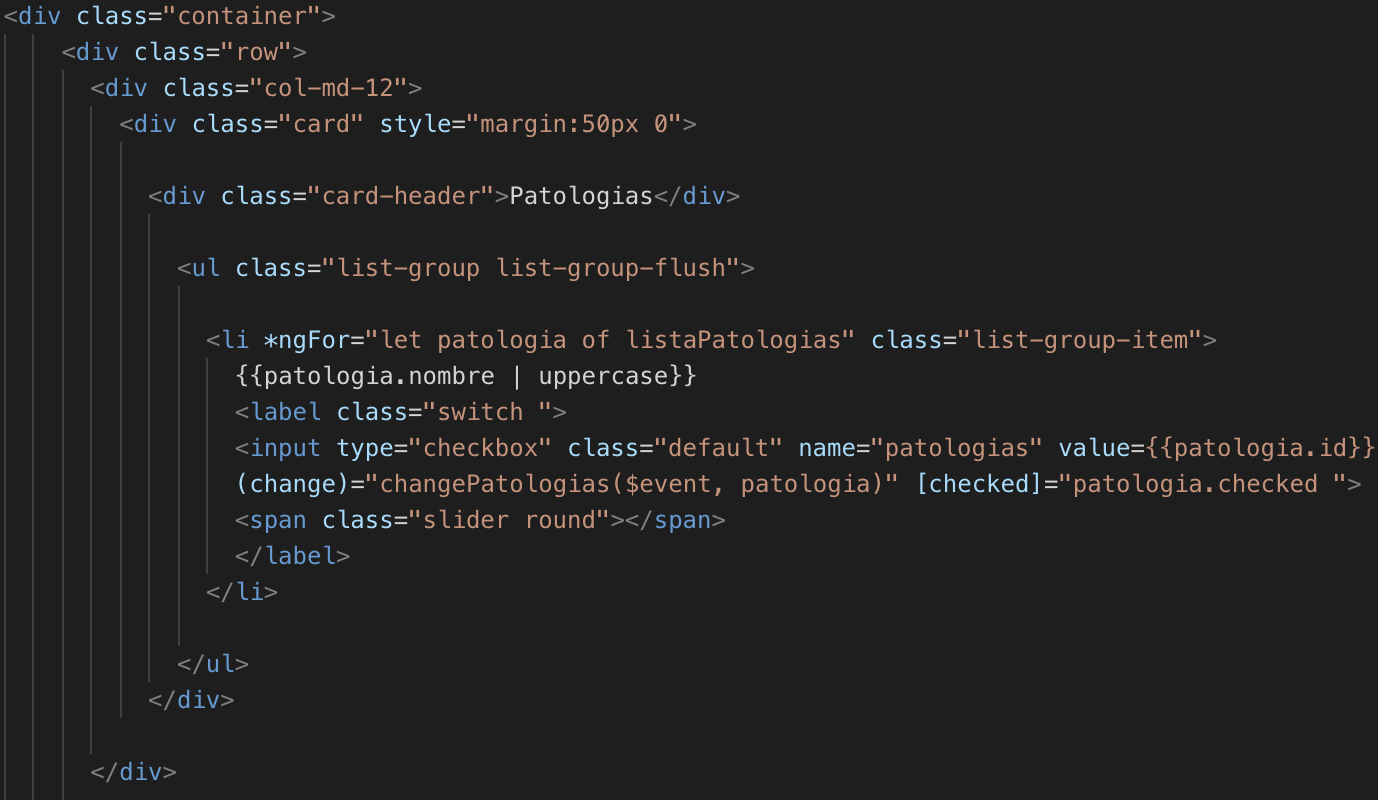 <div class="container">
<div class="row">
<div class="col-md-12">
<div class="card" style="margin:50px 0">
<div class="card-header">Patologias</div>
<ul class="list-group list-group-flush">
<li *ngFor="let patologia of listaPatologias" class="list-group-item">
{{patologia.nombre | uppercase}}
<label class="switch ">
<input type="checkbox" class="default" name="patologias" value={{patologia.id}}
(change)="changePatologias($event, patologia)" [checked]="patologia.checked ">
<span class="slider round"></span>
</label>
</li>
</ul>
</div>
</div>